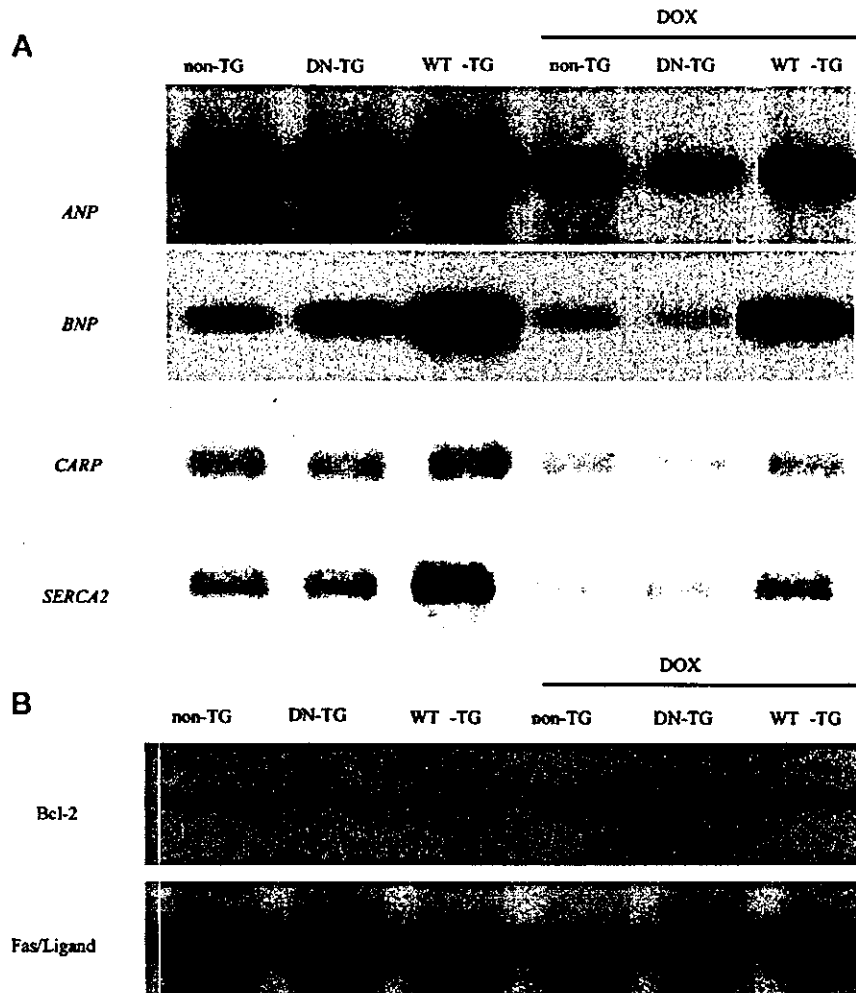 DOX
A
non-TG DN-TG WT -TG non-TG DN-TG WT -TG
ANP
BNP
CARP
SERCA2
DOX
B
non-TG DN-TG WT -TG non-TG DN-TG WT -TG
Bcl-2
Fas/Ligand